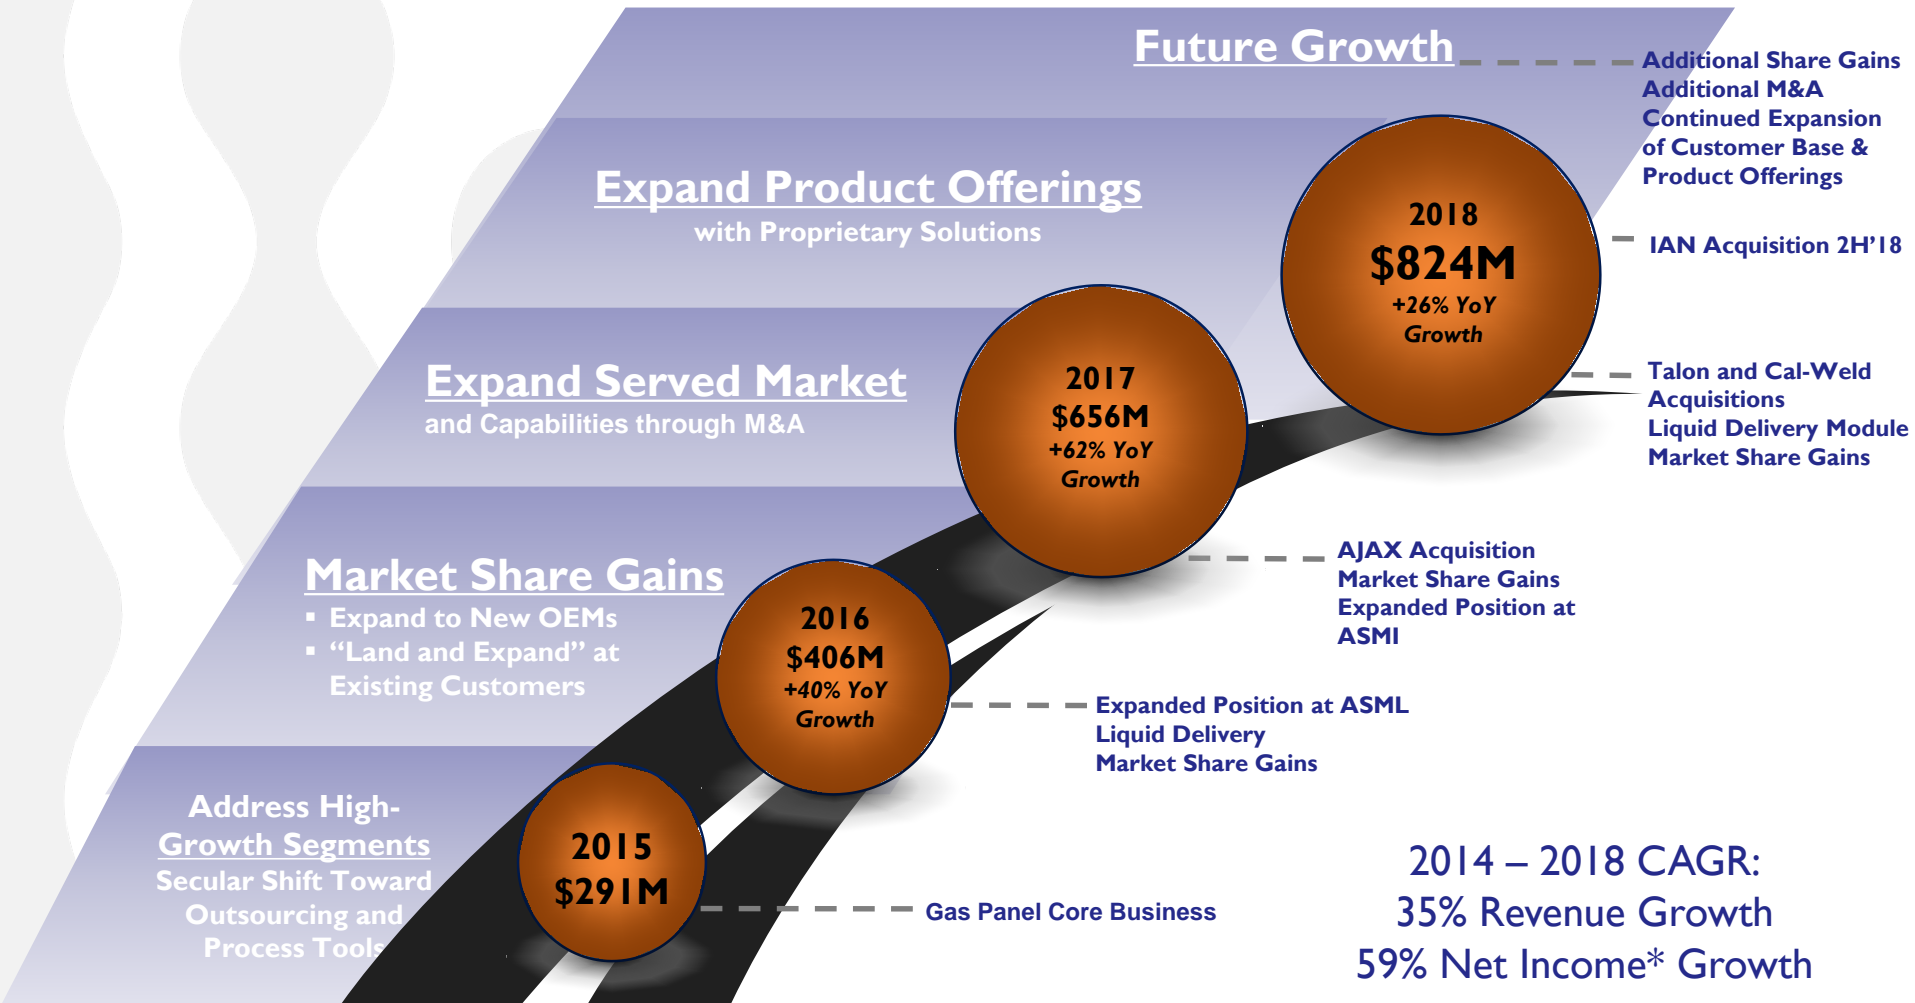 Future Growth
Additional Share Gains
Additional M&A
Continued Expansion
of Customer Base &
Product Offerings
Expand Product Offerings
with Proprietary Solutions
2018
$824M
+26% YoY
Growth
IAN Acquisition 2H'18
Expand Served Market
and Capabilities through M&A
2017
$656M
+62% YoY
Growth
Talon and Cal-Weld
Acquisitions
Liquid Delivery Module
Market Share Gains
Market Share Gains
▪ Expand to New OEMs
▪ “Land and Expand” at
Existing Customers
2016
$406M
+40% YoY
Growth
AJAX Acquisition
Market Share Gains
Expanded Position at
ASMI
Expanded Position at ASML
Liquid Delivery
Market Share Gains
Address High-
Growth Segments
Secular Shift Toward
Outsourcing and
Process Tools
2015
$291M
Gas Panel Core Business
2014 – 2018 CAGR:
35% Revenue Growth
59% Net Income* Growth